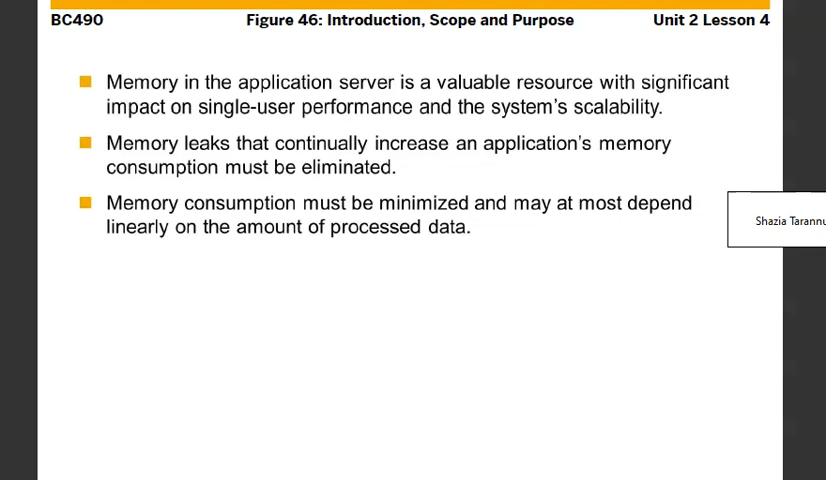 BC490 Figure 46: Introduction, Scope and Purpose Unit 2 Lesson 4
Memory in the application server is a valuable resource with significant
impact on single-user performance and the system's scalability.
Memory leaks that continually increase an application's memory
consumption must be eliminated.
Memory consumption must be minimized and may at most depend
linearly on the amount of processed data.
Shazia